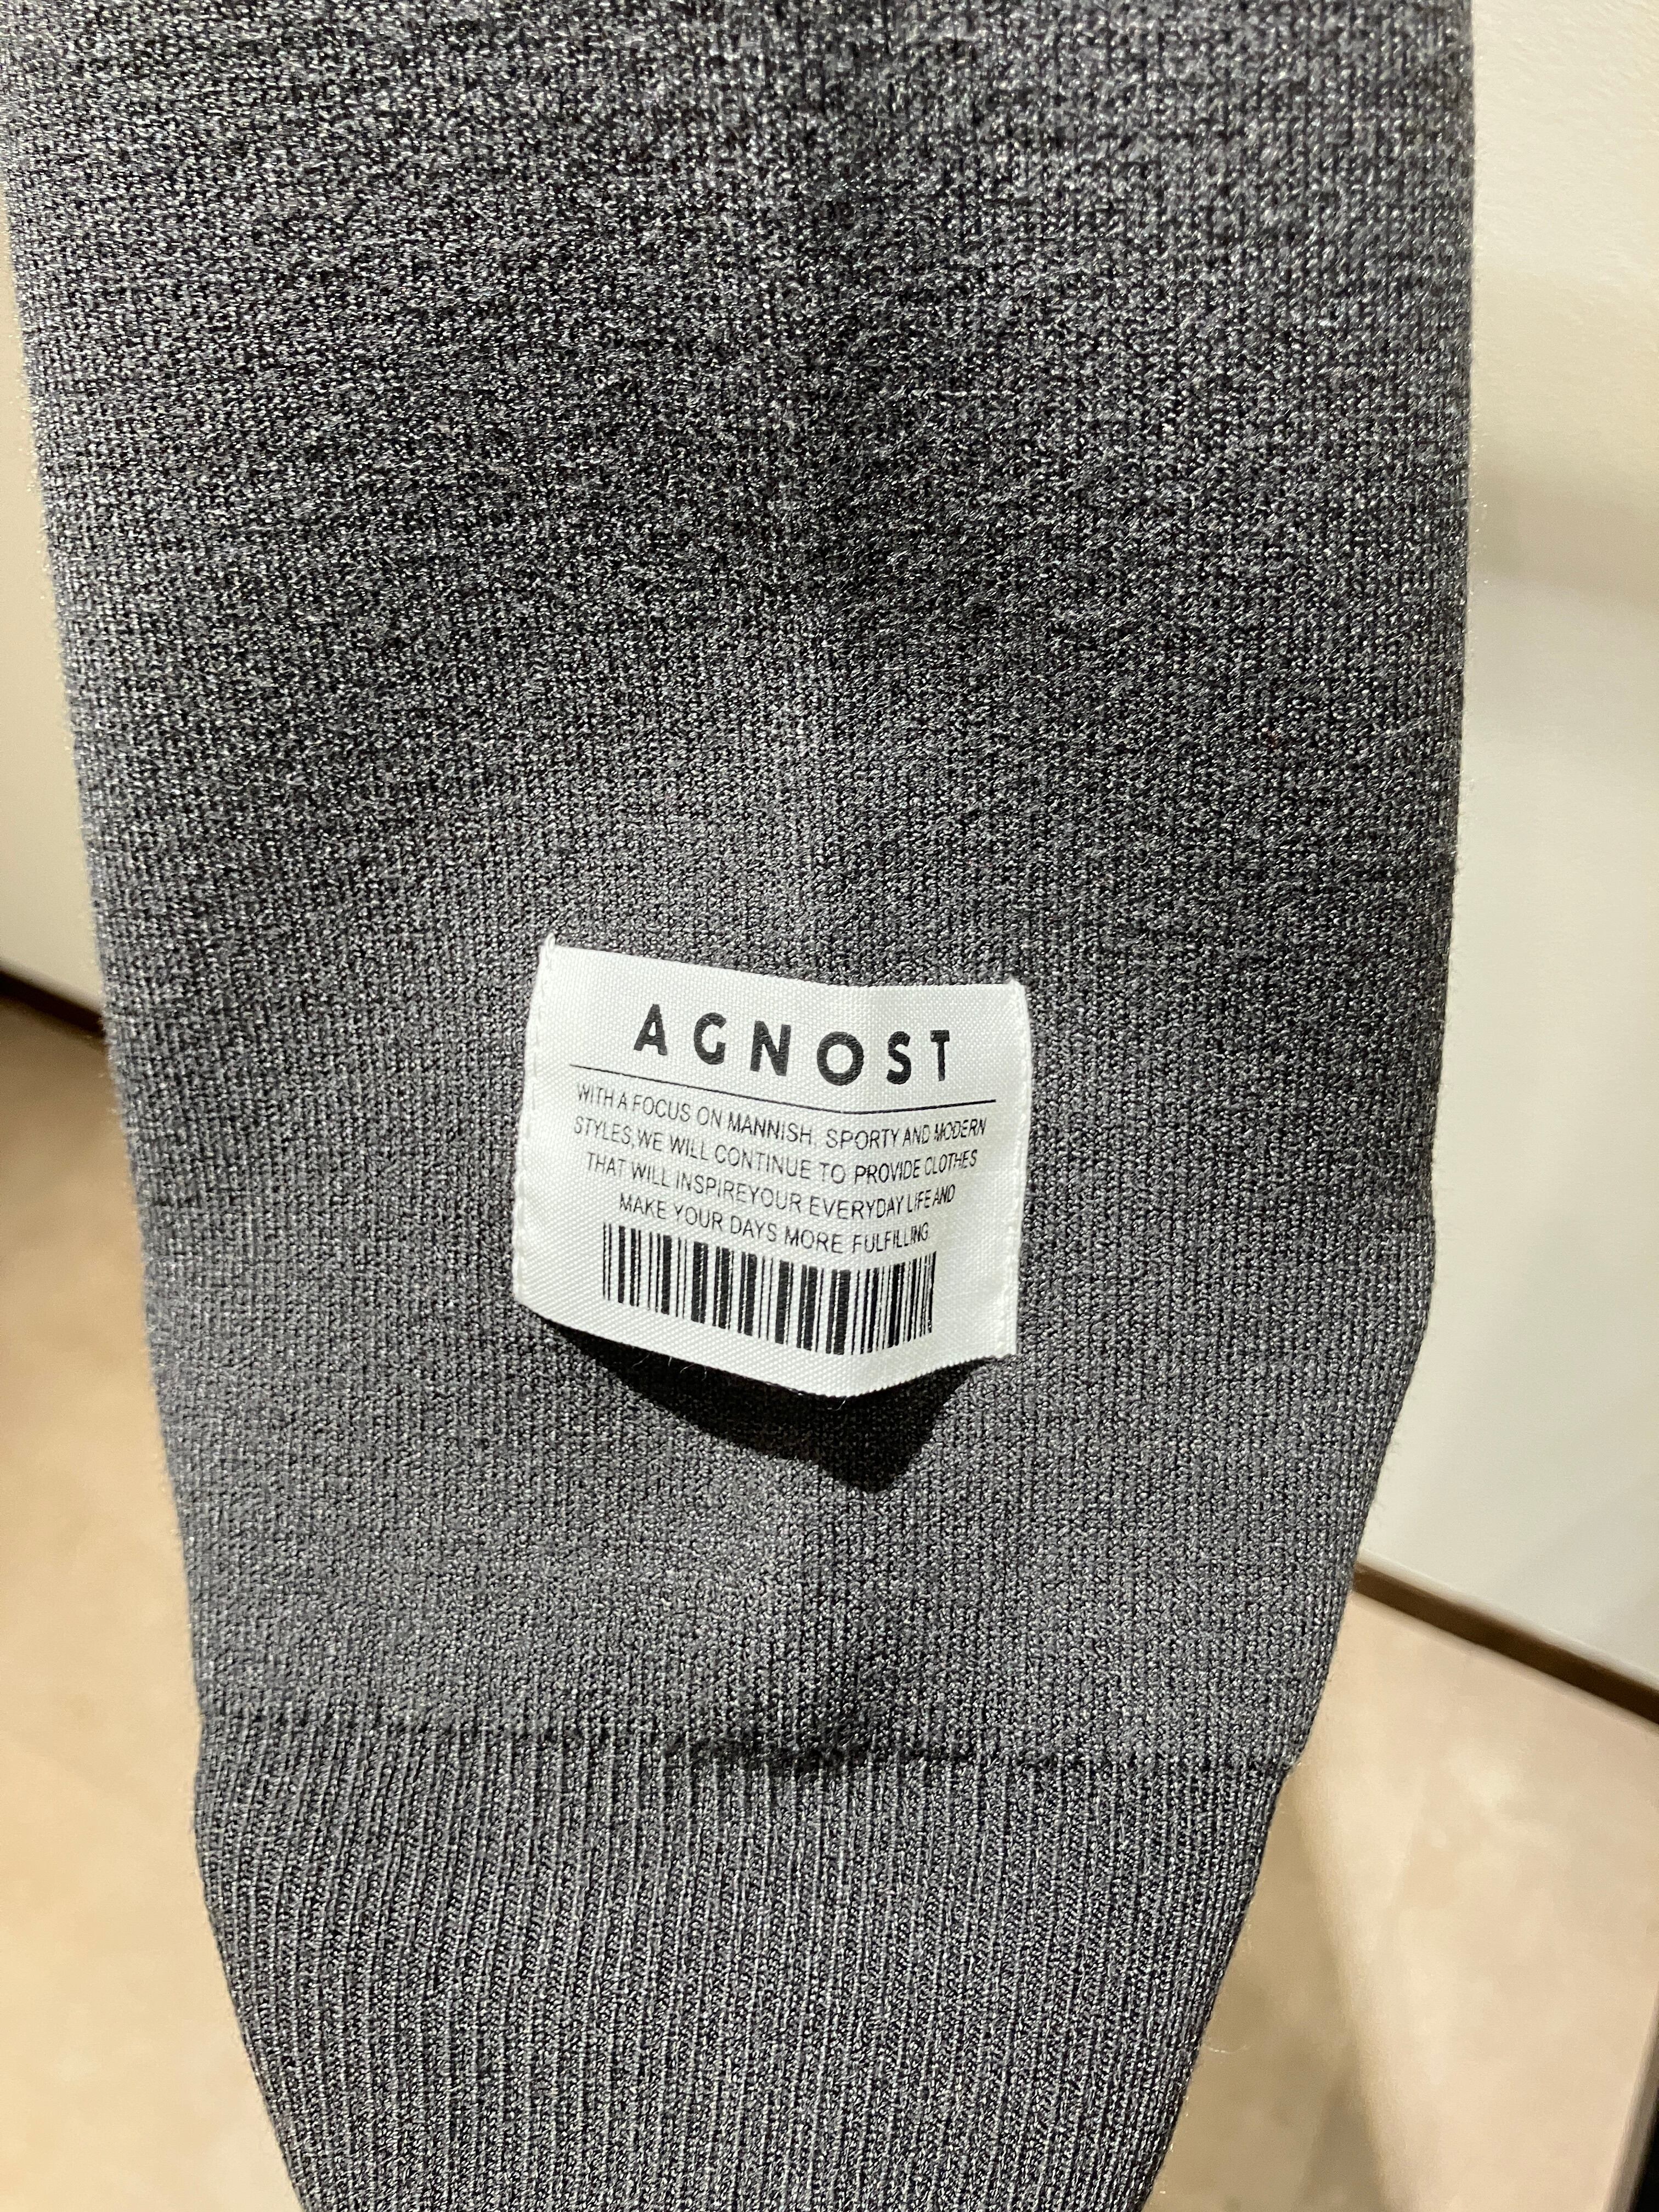 AGNOST
WITH A FOCUS ON MANNISH, SPORTY AND MODERN
STYLES,WE WILL CONTINUE TO PROVIDE CLOTHES
THAT WILL INSPIREYOUR EVERYDAY LIFE AND
MAKE YOUR DAYS MORE FULFILLING.